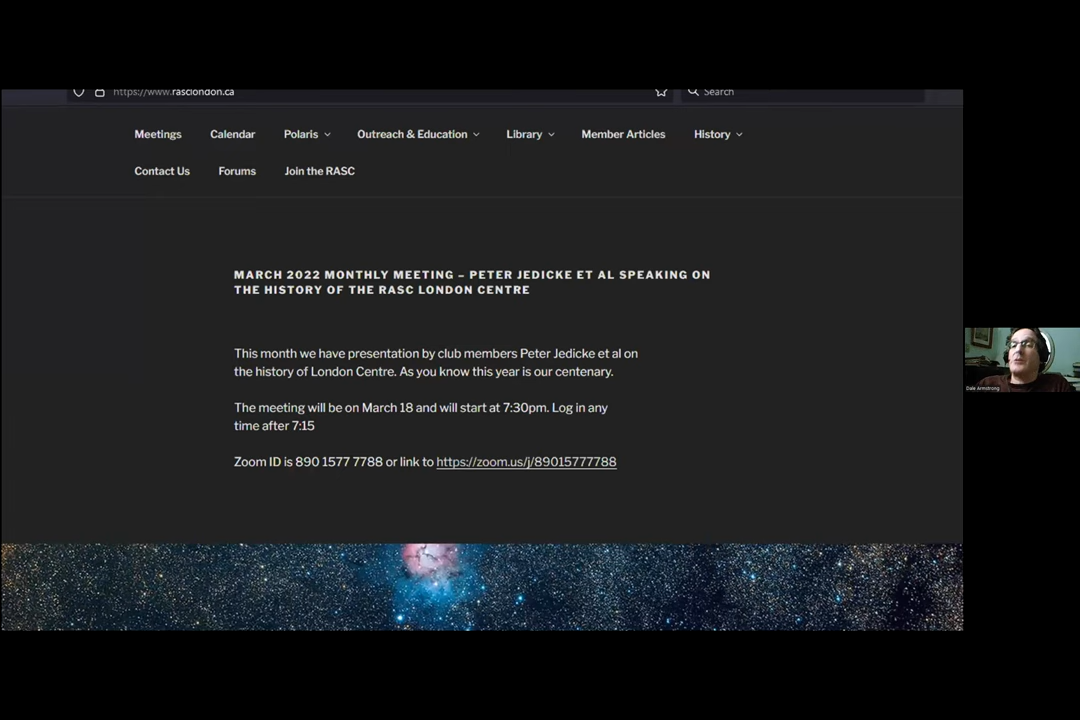 https://www.rasclondon.ca
Search
Meetings Calendar Polaris Outreach & Education Library Member Articles History
Contact Us Forums Join the RASC
MARCH 2022 MONTHLY MEETING – PETER JEDICKE ET AL SPEAKING ON
THE HISTORY OF THE RASC LONDON CENTRE
This month we have presentation by club members Peter Jedicke et al on
the history of London Centre. As you know this year is our centenary.
The meeting will be on March 18 and will start at 7:30pm. Log in any
time after 7:15
Zoom ID is 890 1577 7788 or link to https://zoom.us/j/89015777788
Dale Armstrong